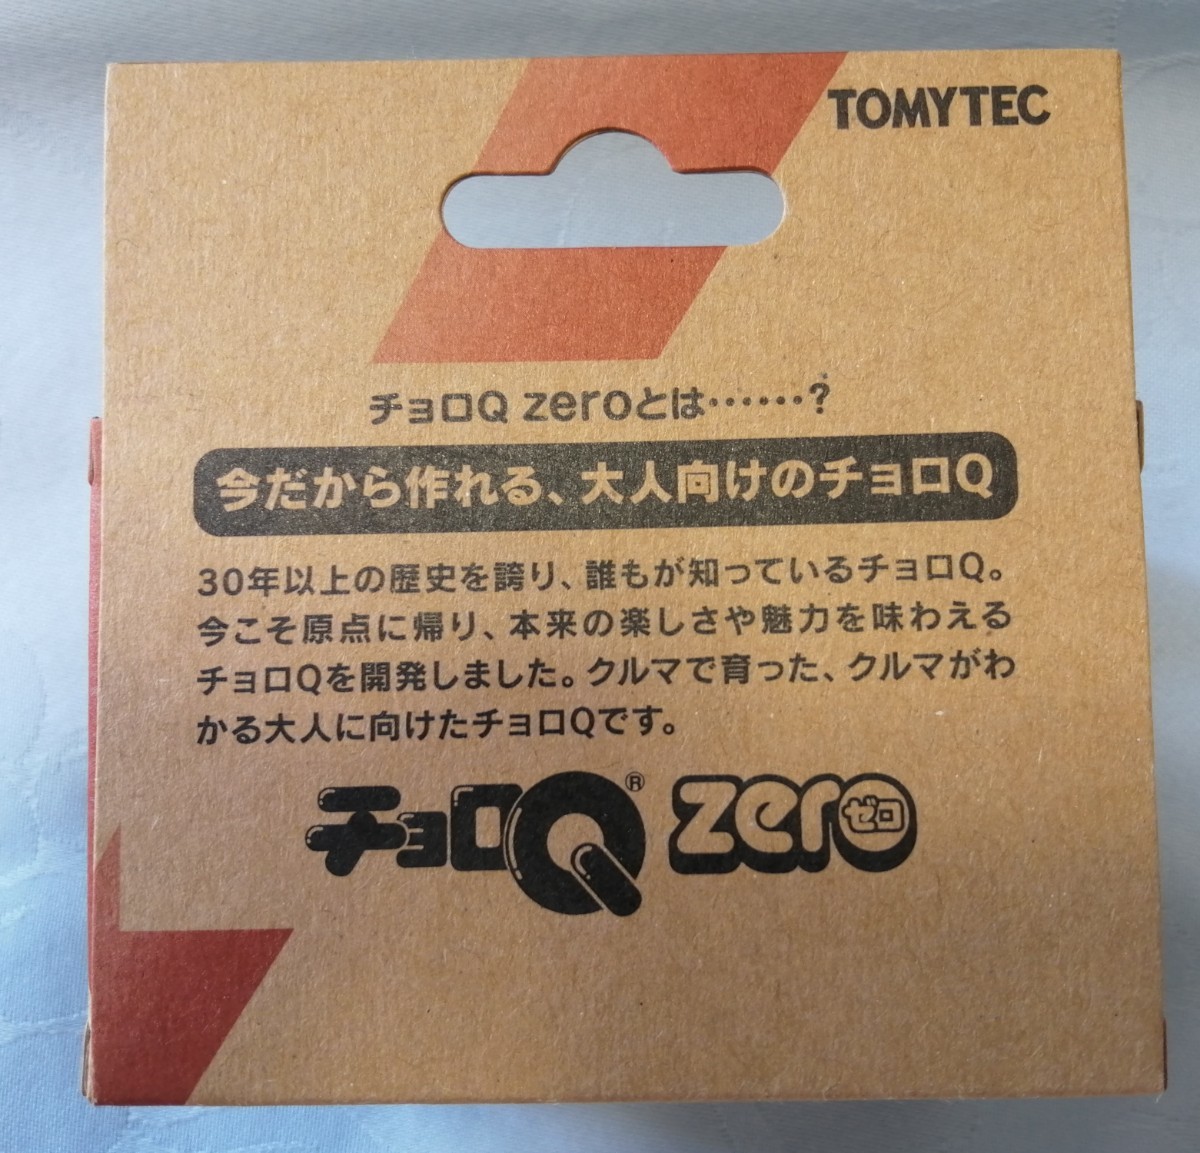 TOMYTEC
チョロQ zeroとは……?
今だから作れる、大人向けのチョロQ
30年以上の歴史を誇り、誰もが知っているチョロQ。
今こそ原点に帰り、本来の楽しさや魅力を味わえる
チョロQを開発しました。クルマで育った、クルマがわ
かる大人に向けたチョロQです。
チョロQ® zeroゼロ